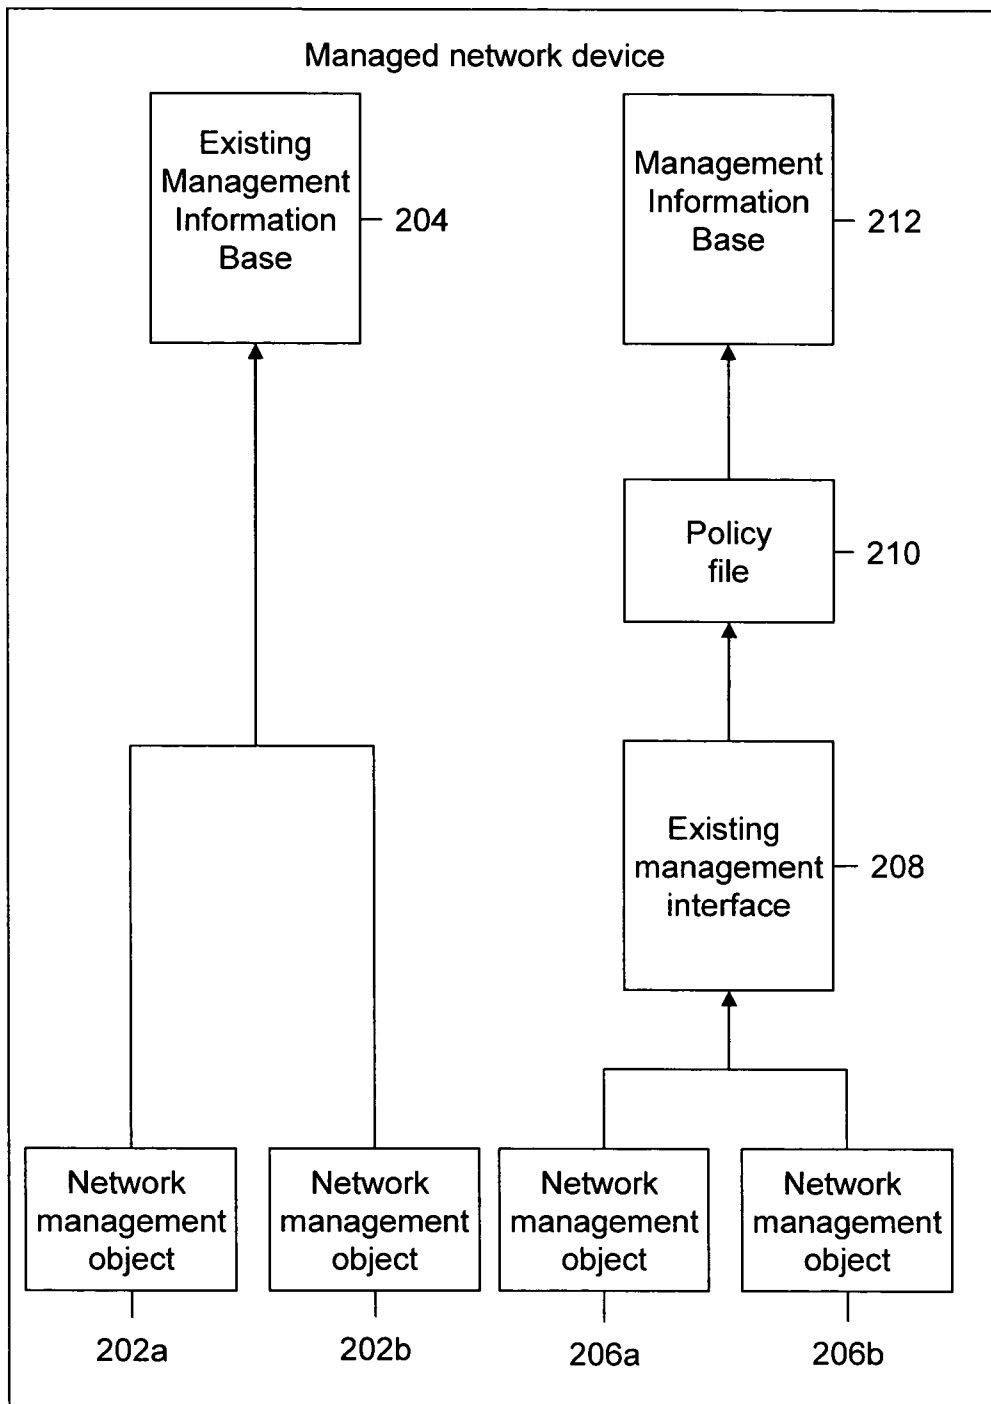 Managed network device
Existing
Management
Information
Base
204
Management
Information
Base
212
Policy
file
210
Existing
management
interface
208
Network
management
object
202a
Network
management
object
202b
Network
management
object
206a
Network
management
object
206b